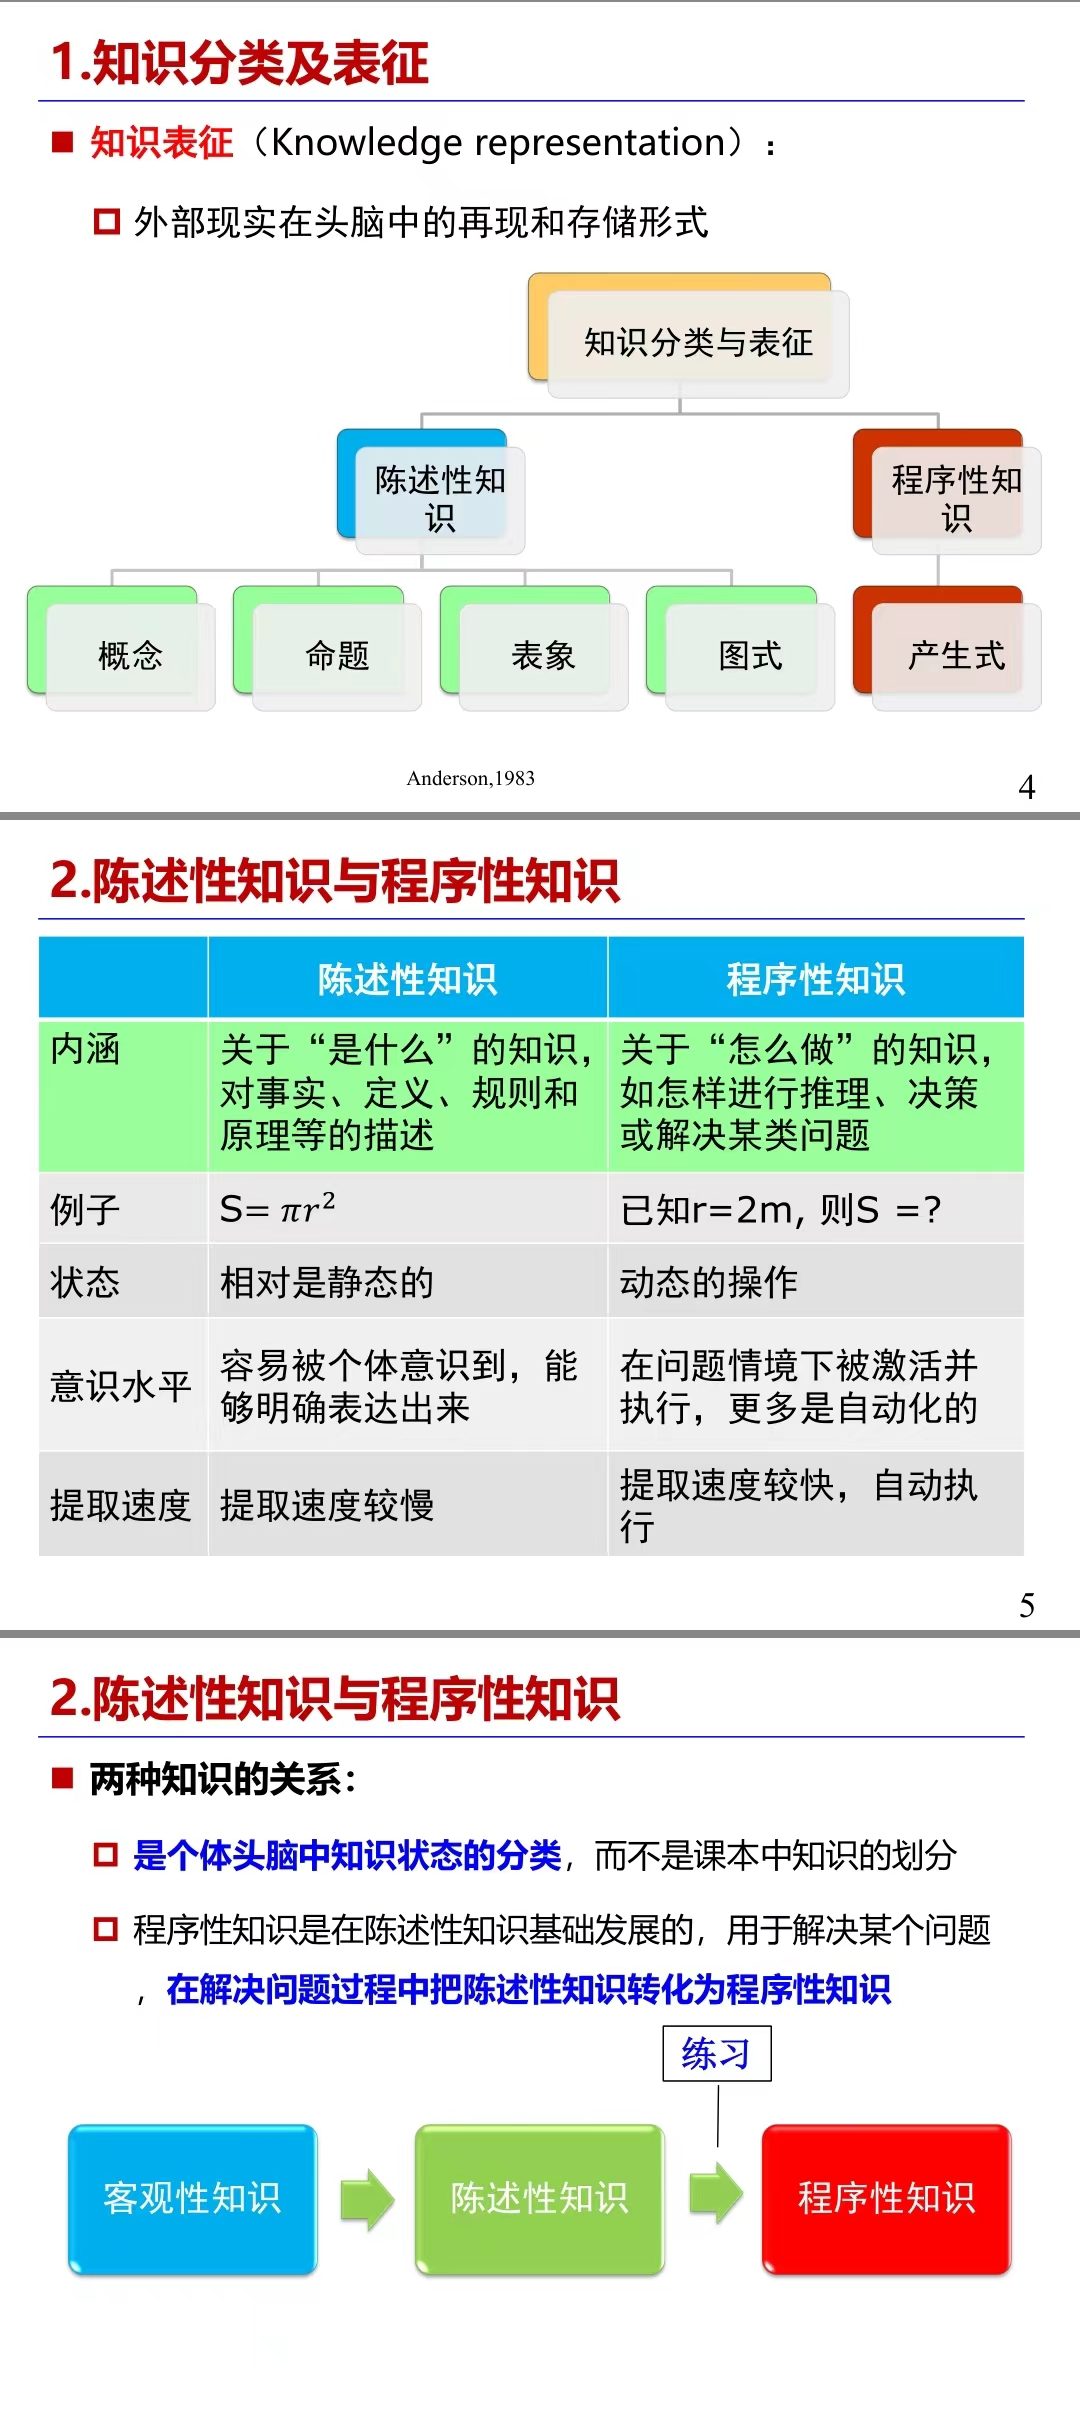 1.知识分类及表征
知识表征（Knowledge representation）：
外部现实在头脑中的再现和存储形式
知识分类与表征
陈述性知
识
程序性知
识
概念
命题
表象
图式
产生式
Anderson,1983
4
2.陈述性知识与程序性知识
陈述性知识
程序性知识
内涵
关于“是什么”的知识，
对事实、定义、规则和
原理等的描述
关于“怎么做”的知识，
如怎样进行推理、决策
或解决某类问题
例子
S= πr²
已知r=2m, 则S =?
状态
相对是静态的
动态的操作
意识水平
容易被个体意识到，能
够明确表达出来
在问题情境下被激活并
执行，更多是自动化的
提取速度
提取速度较慢
提取速度较快，自动执
行
5
2.陈述性知识与程序性知识
两种知识的关系：
是个体头脑中知识状态的分类，而不是课本中知识的划分
程序性知识是在陈述性知识基础发展的，用于解决某个问题
，在解决问题过程中把陈述性知识转化为程序性知识
练习
客观性知识
陈述性知识
程序性知识